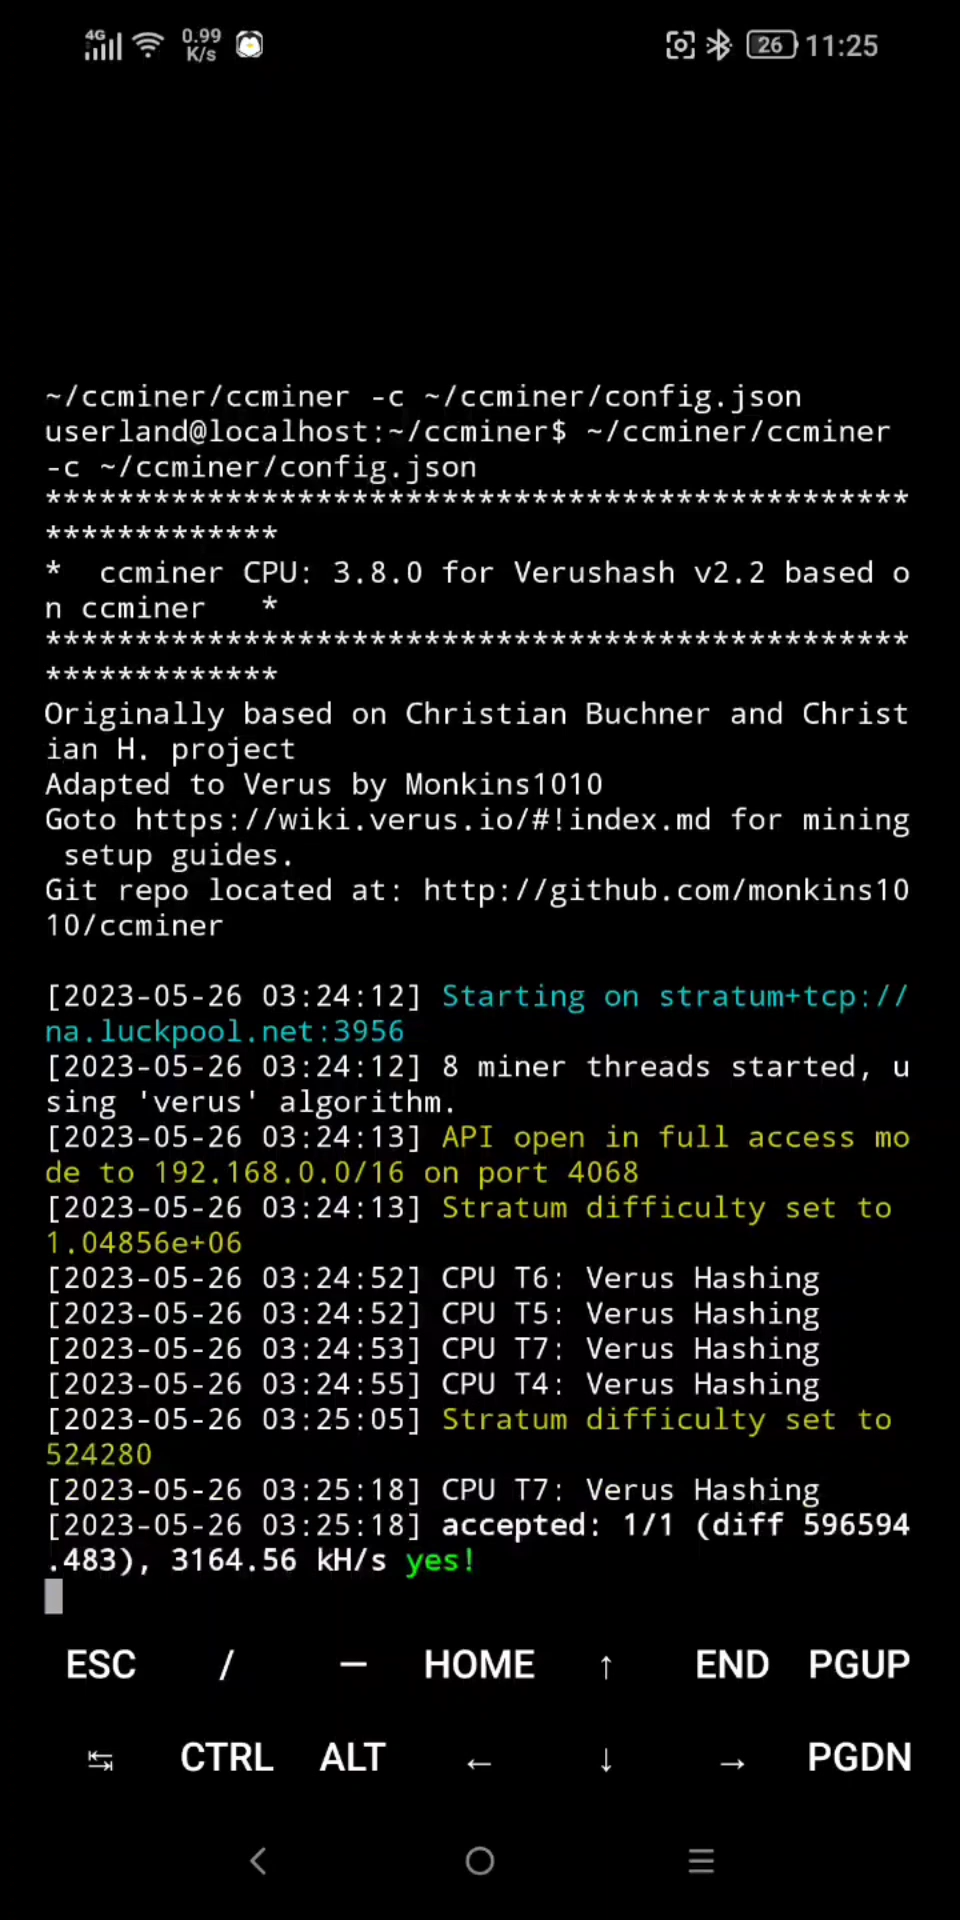 4G 0.99 K/s 26 11:25
~/ccminer/ccminer -c ~/ccminer/config.json
userland@localhost:~/ccminer$ ~/ccminer/ccminer
-c ~/ccminer/config.json
************************************************
*************
*  ccminer CPU: 3.8.0 for Verushash v2.2 based o
n ccminer   *
************************************************
*************
Originally based on Christian Buchner and Christ
ian H. project
Adapted to Verus by Monkins1010
Goto https://wiki.verus.io/#!index.md for mining
 setup guides.
Git repo located at: http://github.com/monkins10
10/ccminer
[2023-05-26 03:24:12] Starting on stratum+tcp://
na.luckpool.net:3956
[2023-05-26 03:24:12] 8 miner threads started, u
sing 'verus' algorithm.
[2023-05-26 03:24:13] API open in full access mo
de to 192.168.0.0/16 on port 4068
[2023-05-26 03:24:13] Stratum difficulty set to
1.04856e+06
[2023-05-26 03:24:52] CPU T6: Verus Hashing
[2023-05-26 03:24:52] CPU T5: Verus Hashing
[2023-05-26 03:24:53] CPU T7: Verus Hashing
[2023-05-26 03:24:55] CPU T4: Verus Hashing
[2023-05-26 03:25:05] Stratum difficulty set to
524280
[2023-05-26 03:25:18] CPU T7: Verus Hashing
[2023-05-26 03:25:18] accepted: 1/1 (diff 596594
.483), 3164.56 kH/s yes!
ESC / — HOME ↑ END PGUP
↹ CTRL ALT ← ↓ → PGDN